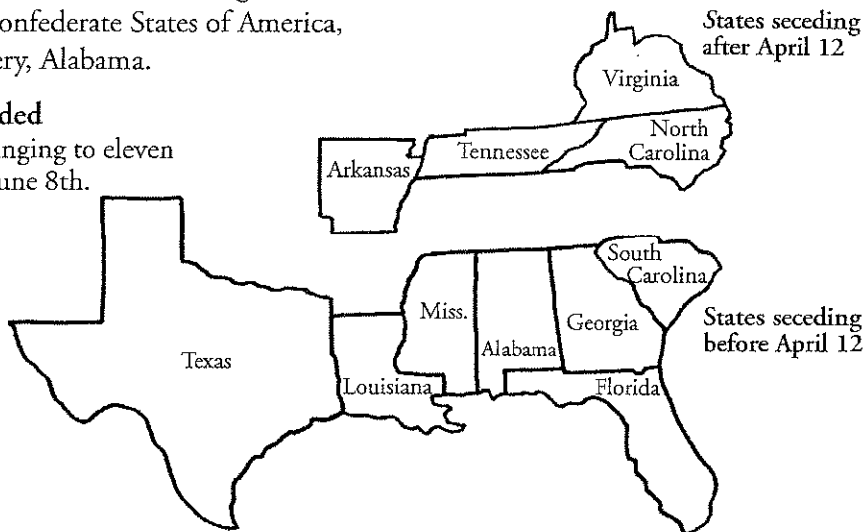 onfederate States of America,
ery, Alabama.
ded
nging to eleven
une 8th.
States seceding
after April 12
Virginia
North
Carolina
Tennessee
Arkansas
South
Carolina
Miss.
Georgia
Alabama
States seceding
before April 12
Texas
Louisiana
Florida